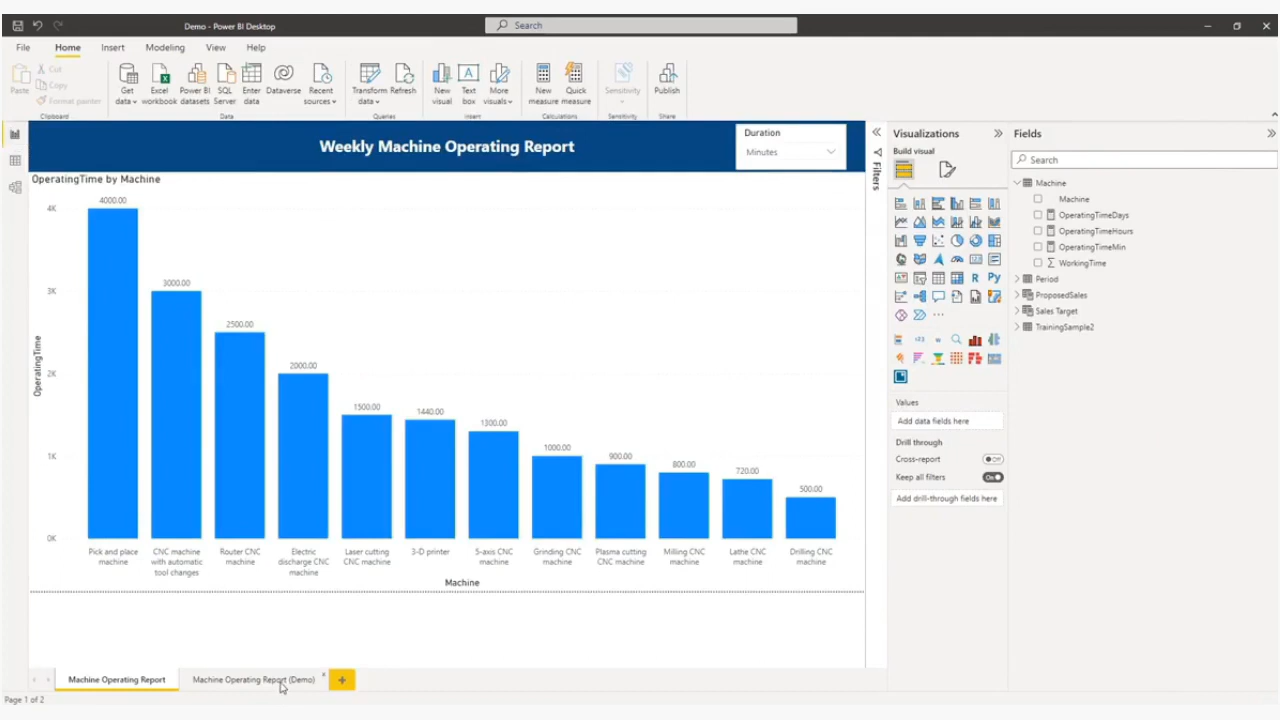 Demo - Power BI Desktop
Search
File Home Insert Modeling View Help
Paste
Cut
Copy
Format painter
Get data
Excel workbook
Power BI datasets
SQL Server
Enter data
Dataverse
Recent sources
Transform data
Refresh
New visual
Text box
More visuals
New measure
Quick measure
Sensitivity
Publish
Clipboard
Data
Queries
Insert
Calculations
Sensitivity
Share
Weekly Machine Operating Report
Duration
Minutes
OperatingTime by Machine
4K
3K
2K
1K
0K
OperatingTime
4000.00
3000.00
2500.00
2000.00
1500.00
1440.00
1300.00
1000.00
900.00
800.00
720.00
500.00
Pick and place machine
CNC machine with automatic tool changes
Router CNC machine
Electric discharge CNC machine
Laser cutting CNC machine
3-D printer
5-axis CNC machine
Grinding CNC machine
Plasma cutting CNC machine
Milling CNC machine
Lathe CNC machine
Drilling CNC machine
Machine
Filters
Visualizations
Build visual
R
Py
123
Values
Add data fields here
Drill through
Cross-report
Off
Keep all filters
On
Add drill-through fields here
Fields
Search
Machine
Machine
OperatingTimeDays
OperatingTimeHours
OperatingTimeMin
WorkingTime
Period
ProposedSales
Sales Target
TrainingSample2
Machine Operating Report
Machine Operating Report (Demo)
Page 1 of 2